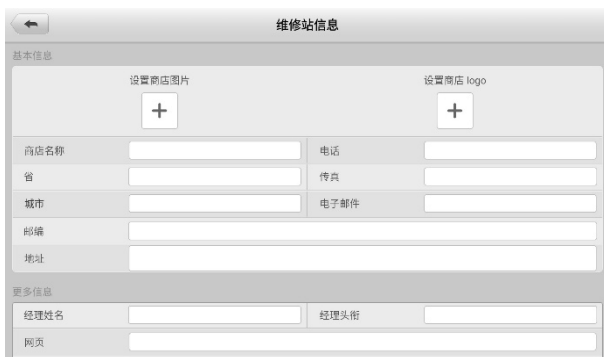 维修站信息
基本信息
设置商店图片 设置商店 logo
商店名称 电话
省 传真
城市 电子邮件
邮编
地址
更多信息
经理姓名 经理头衔
网页